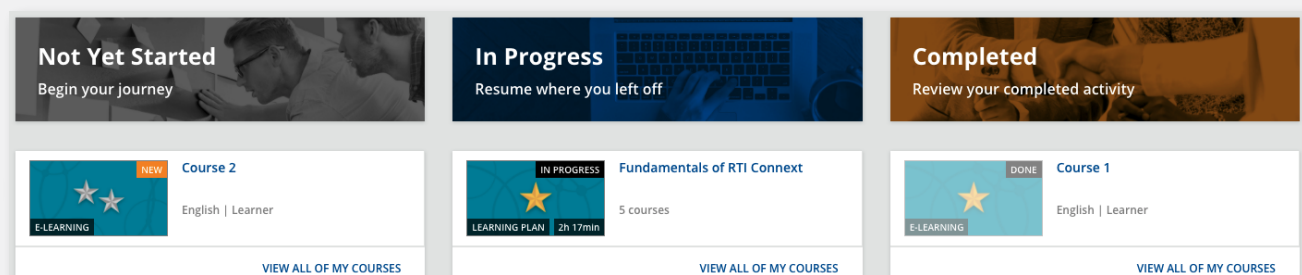 Not Yet Started
Begin your journey
In Progress
Resume where you left off
Completed
Review your completed activity
NEW
Course 2
English | Learner
E-LEARNING
VIEW ALL OF MY COURSES
IN PROGRESS
Fundamentals of RTI Connext
5 courses
LEARNING PLAN
2h 17min
VIEW ALL OF MY COURSES
DONE
Course 1
English | Learner
E-LEARNING
VIEW ALL OF MY COURSES